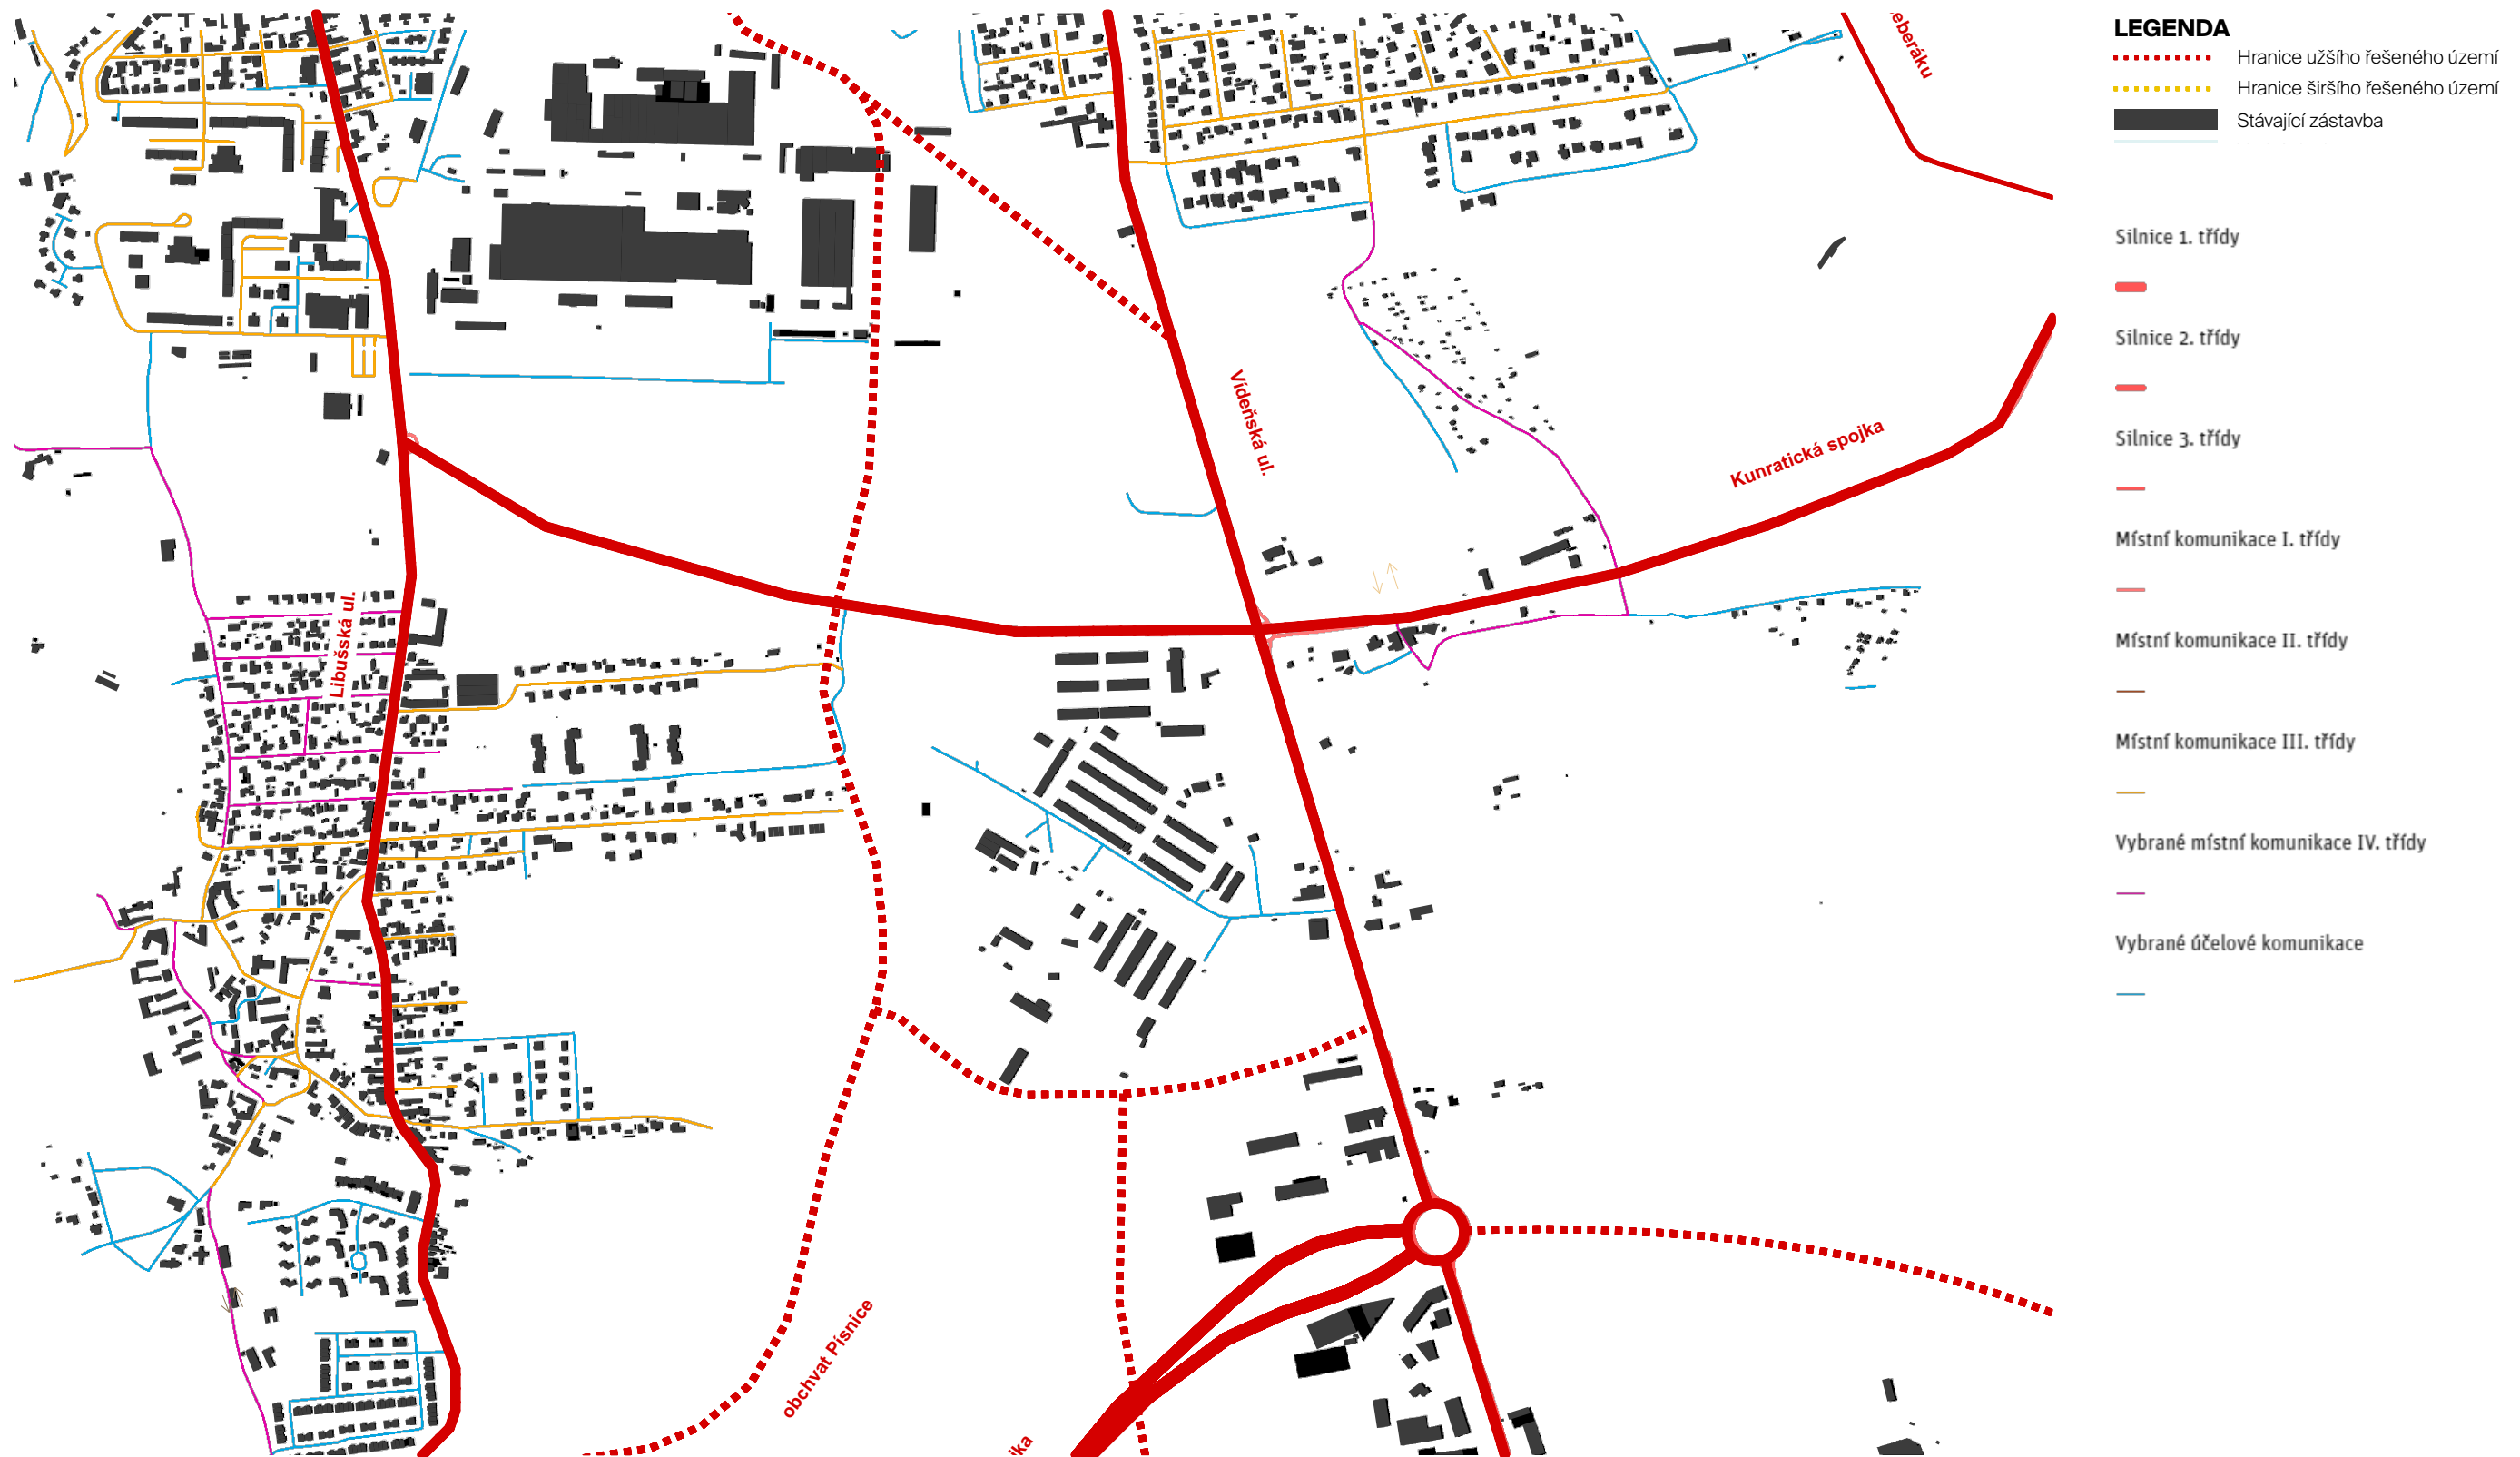 LEGENDA
Hranice užšího řešeného území
Hranice širšího řešeného území
Stávající zástavba
Silnice 1. třídy
Silnice 2. třídy
Silnice 3. třídy
Místní komunikace I. třídy
Místní komunikace II. třídy
Místní komunikace III. třídy
Vybrané místní komunikace IV. třídy
Vybrané účelové komunikace
eberáku
Vídeňská ul.
Kunratická spojka
Libušská ul.
obchvat Písnice
ika